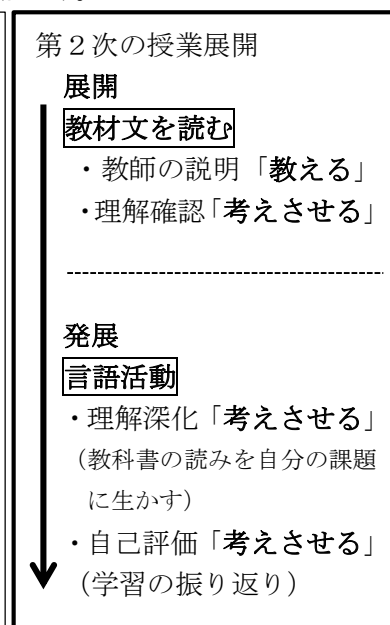 第２次の授業展開
展開
教材文を読む
・教師の説明「教える」
・理解確認「考えさせる」
発展
言語活動
・理解深化「考えさせる」
（教科書の読みを自分の課題
に生かす）
・自己評価「考えさせる」
（学習の振り返り）